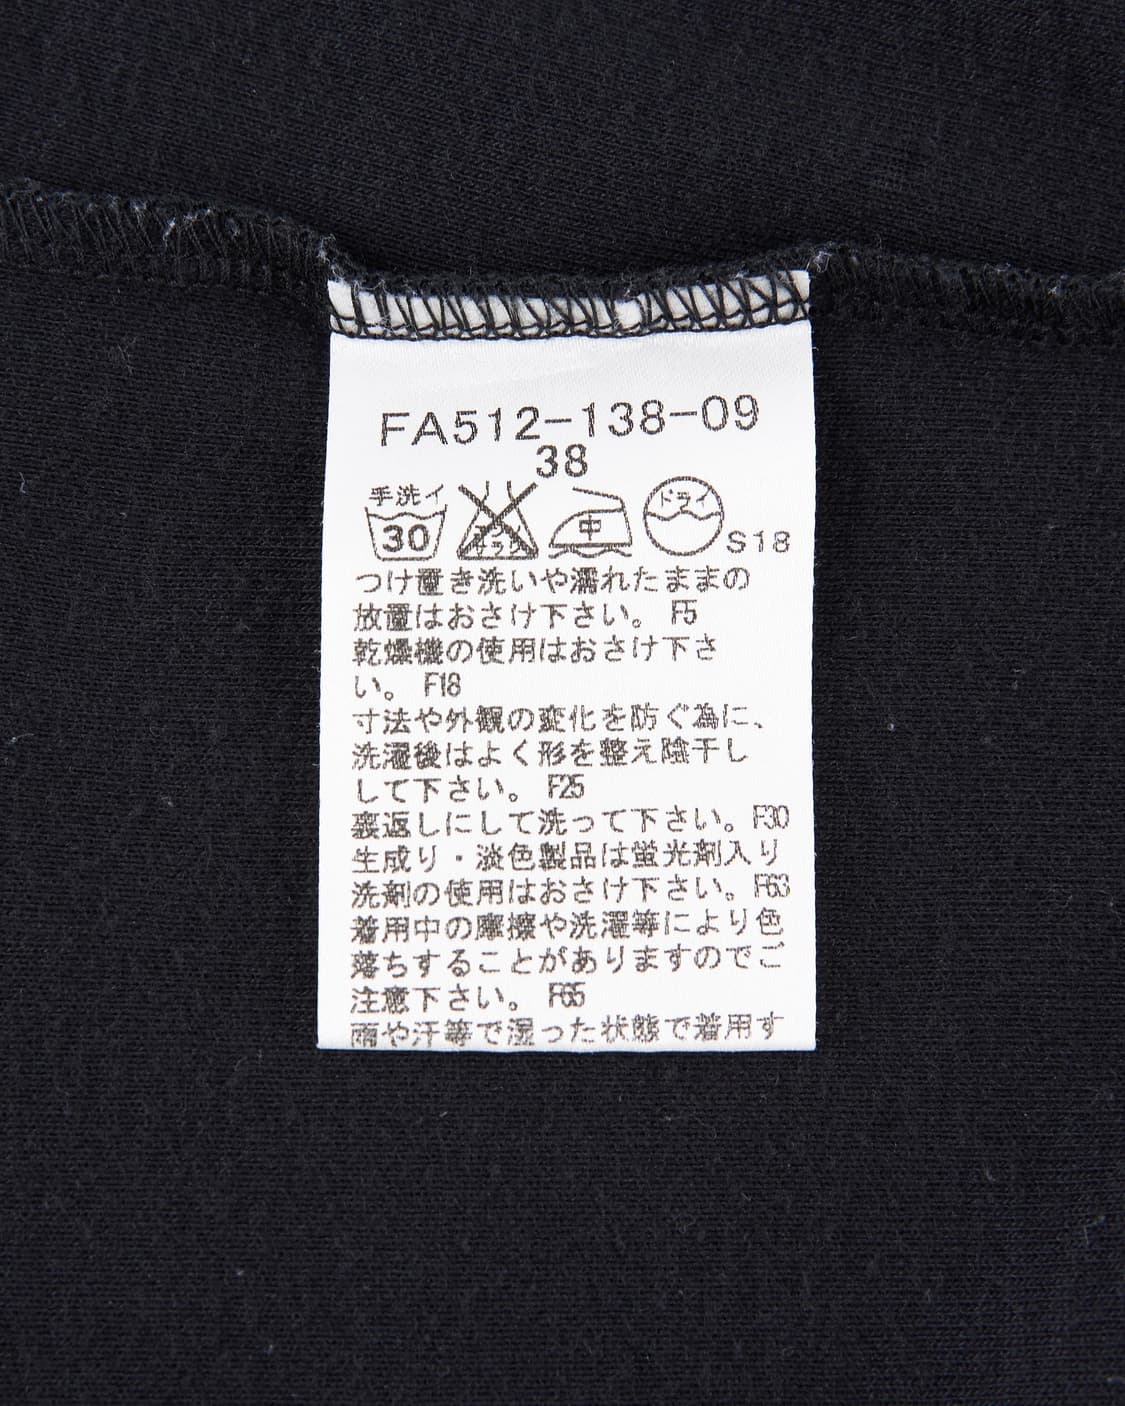 FA512-138-09
38
手洗イ 30 エンソサラシ 中 ドライ S18
つけ置き洗いや濡れたままの
放置はおさけ下さい。 F5
乾燥機の使用はおさけ下さ
い。 F18
寸法や外観の変化を防ぐ為に、
洗濯後はよく形を整え陰干し
して下さい。 F25
裏返しにして洗って下さい。F30
生成り・淡色製品は蛍光剤入り
洗剤の使用はおさけ下さい。F63
着用中の摩擦や洗濯等により色
落ちすることがありますのでご
注意下さい。 F65
雨や汗等で湿った状態で着用す